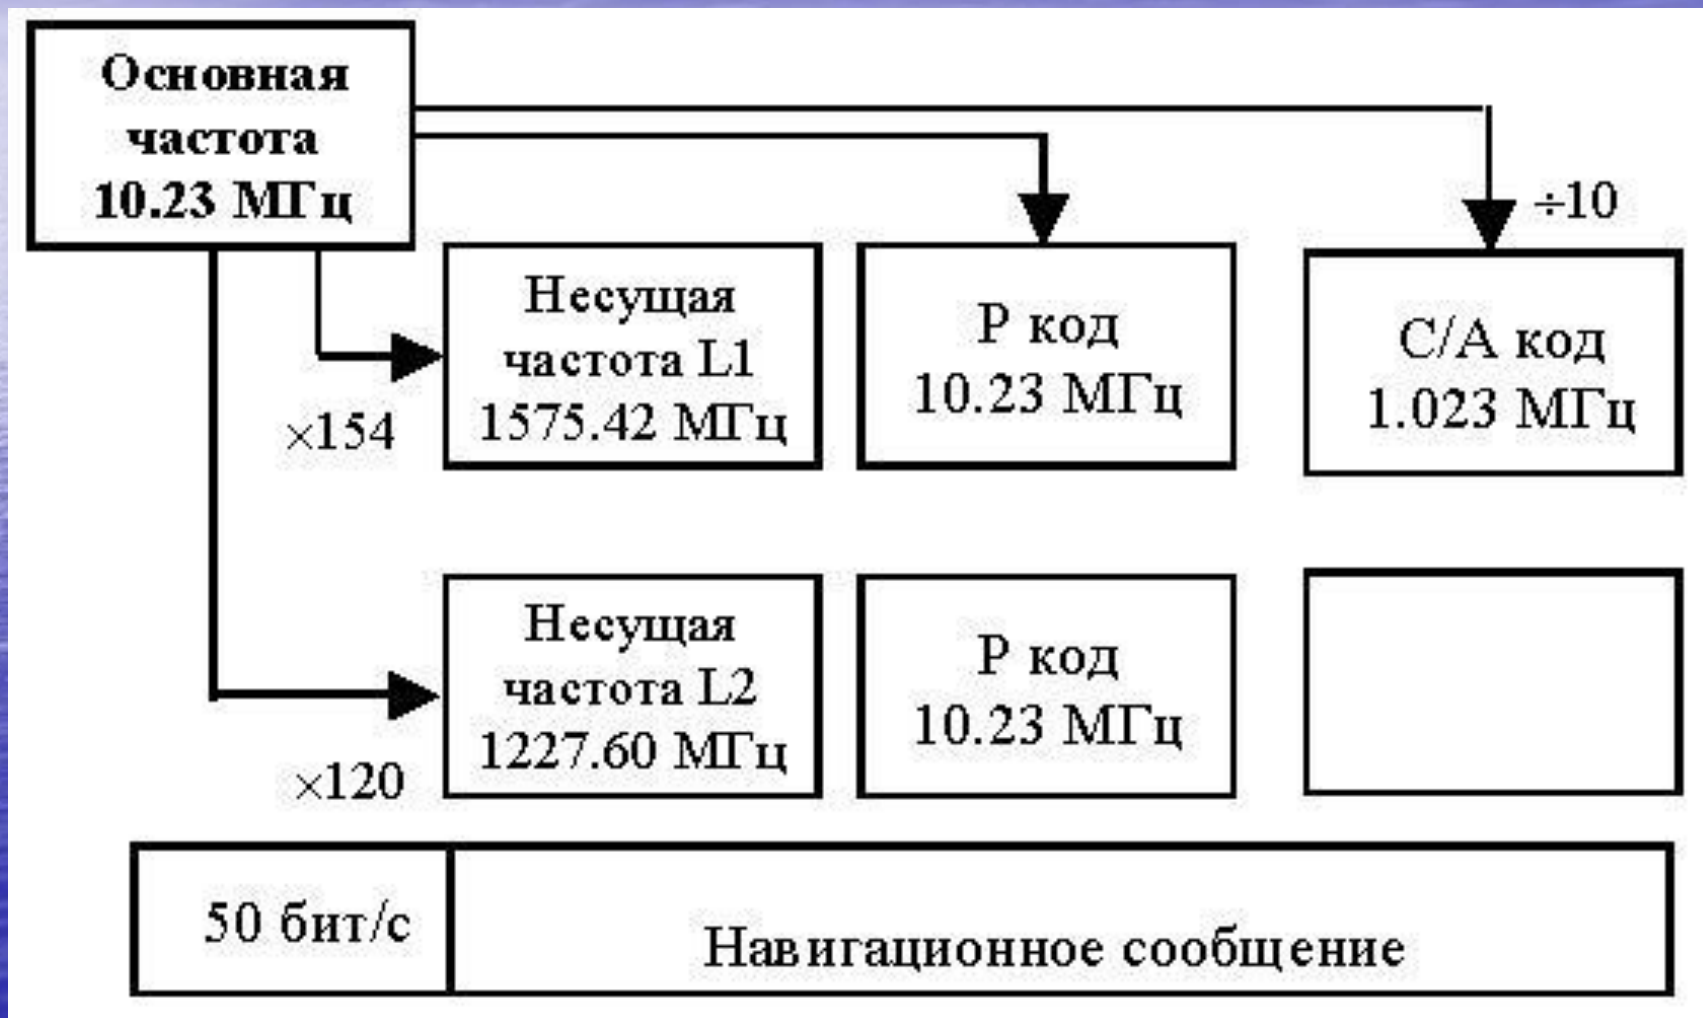 Основная
частота
10.23 МГц
÷10
Несущая
частота L1
1575.42 МГц
×154
Р код
10.23 МГц
С/А код
1.023 МГц
Несущая
частота L2
1227.60 МГц
×120
Р код
10.23 МГц
50 бит/с
Навигационное сообщение